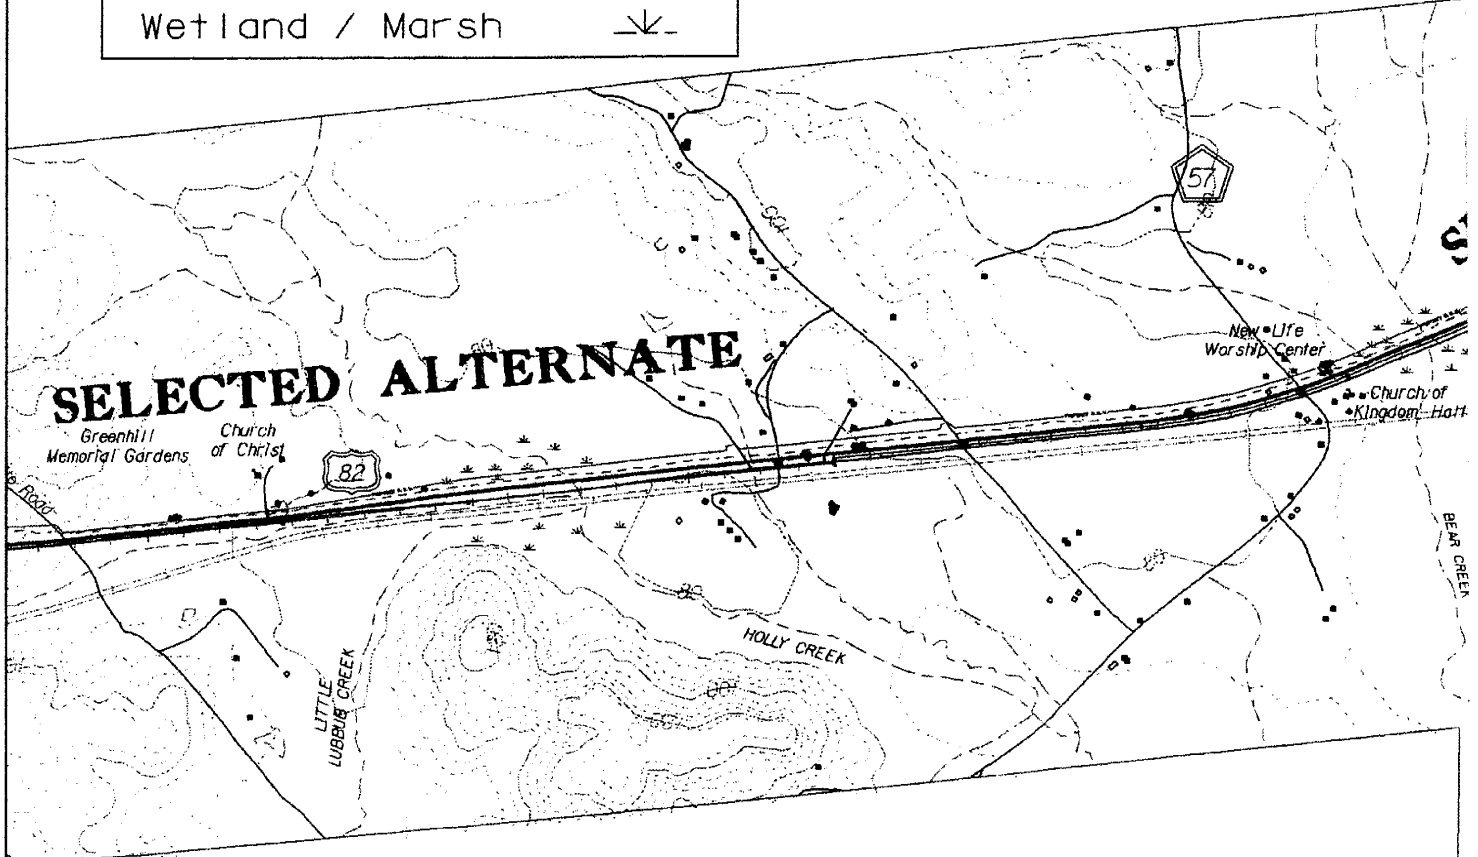 Wetland / Marsh
57
New Life
Worship Center
SELECTED ALTERNATE
Church of
Kingdom Hall
Greenhill
Memorial Gardens
Church
of Christ
82
Road
BEAR CREEK
HOLLY CREEK
LITTLE
LUBBUB CREEK